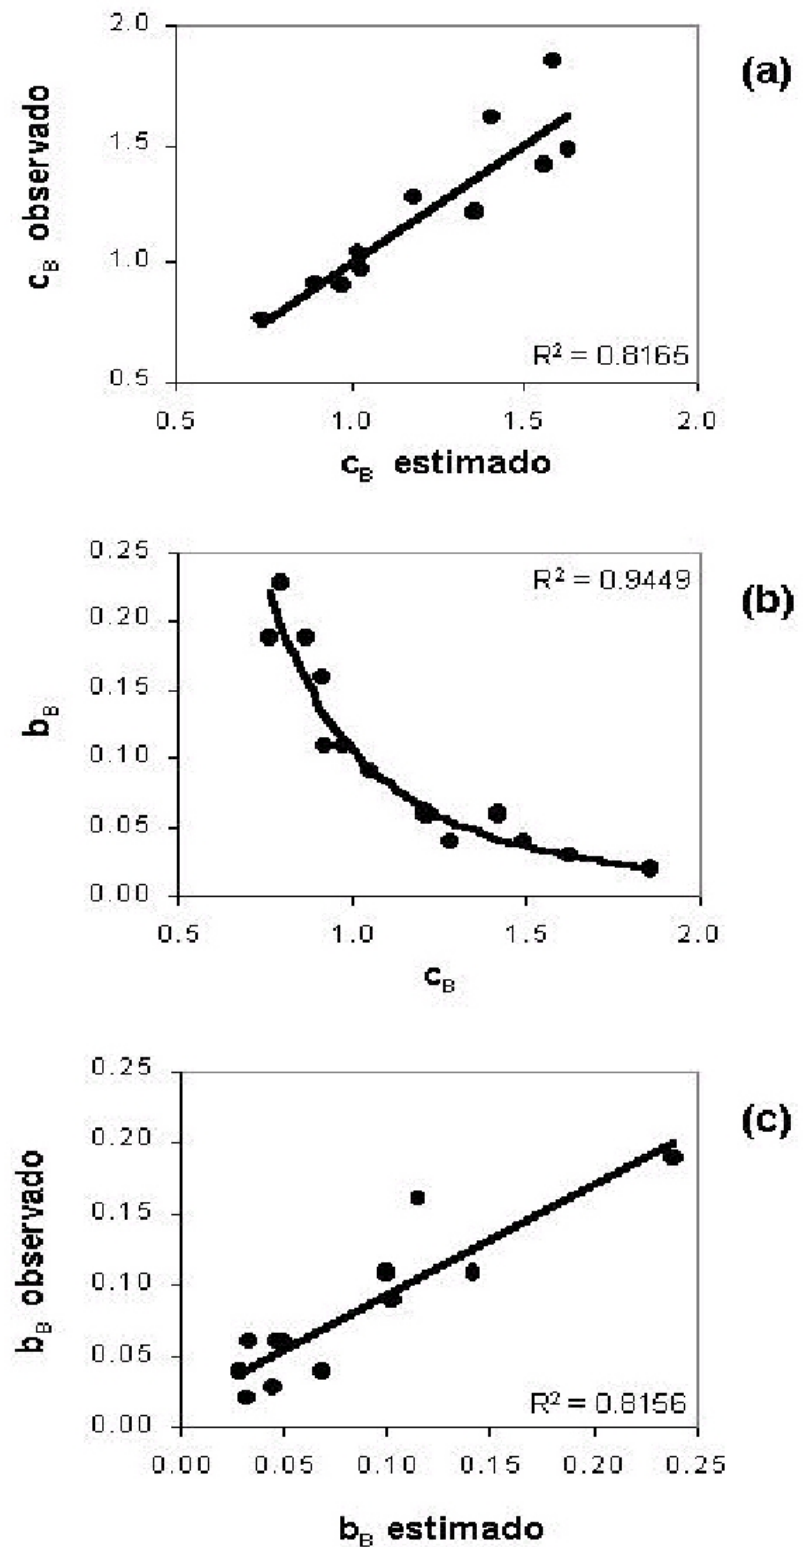 2.0
(a)
1.5
c_B observado
1.0
R² = 0.8165
0.5
0.5 1.0 1.5 2.0
c_B estimado
0.25
R² = 0.9449
(b)
0.20
0.15
b_B
0.10
0.05
0.00
0.5 1.0 1.5 2.0
c_B
0.25
(c)
0.20
0.15
b_B observado
0.10
0.05
R² = 0.8156
0.00
0.00 0.05 0.10 0.15 0.20 0.25
b_B estimado